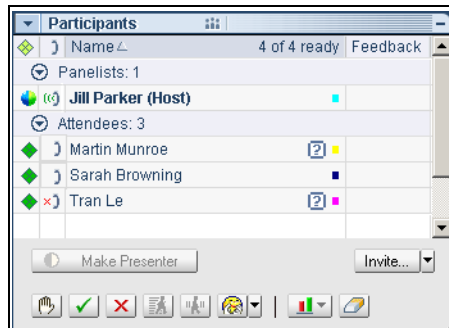 Participants
Name 4 of 4 ready Feedback
Panelists: 1
Jill Parker (Host)
Attendees: 3
Martin Munroe ?
Sarah Browning
Tran Le ?
Make Presenter Invite...